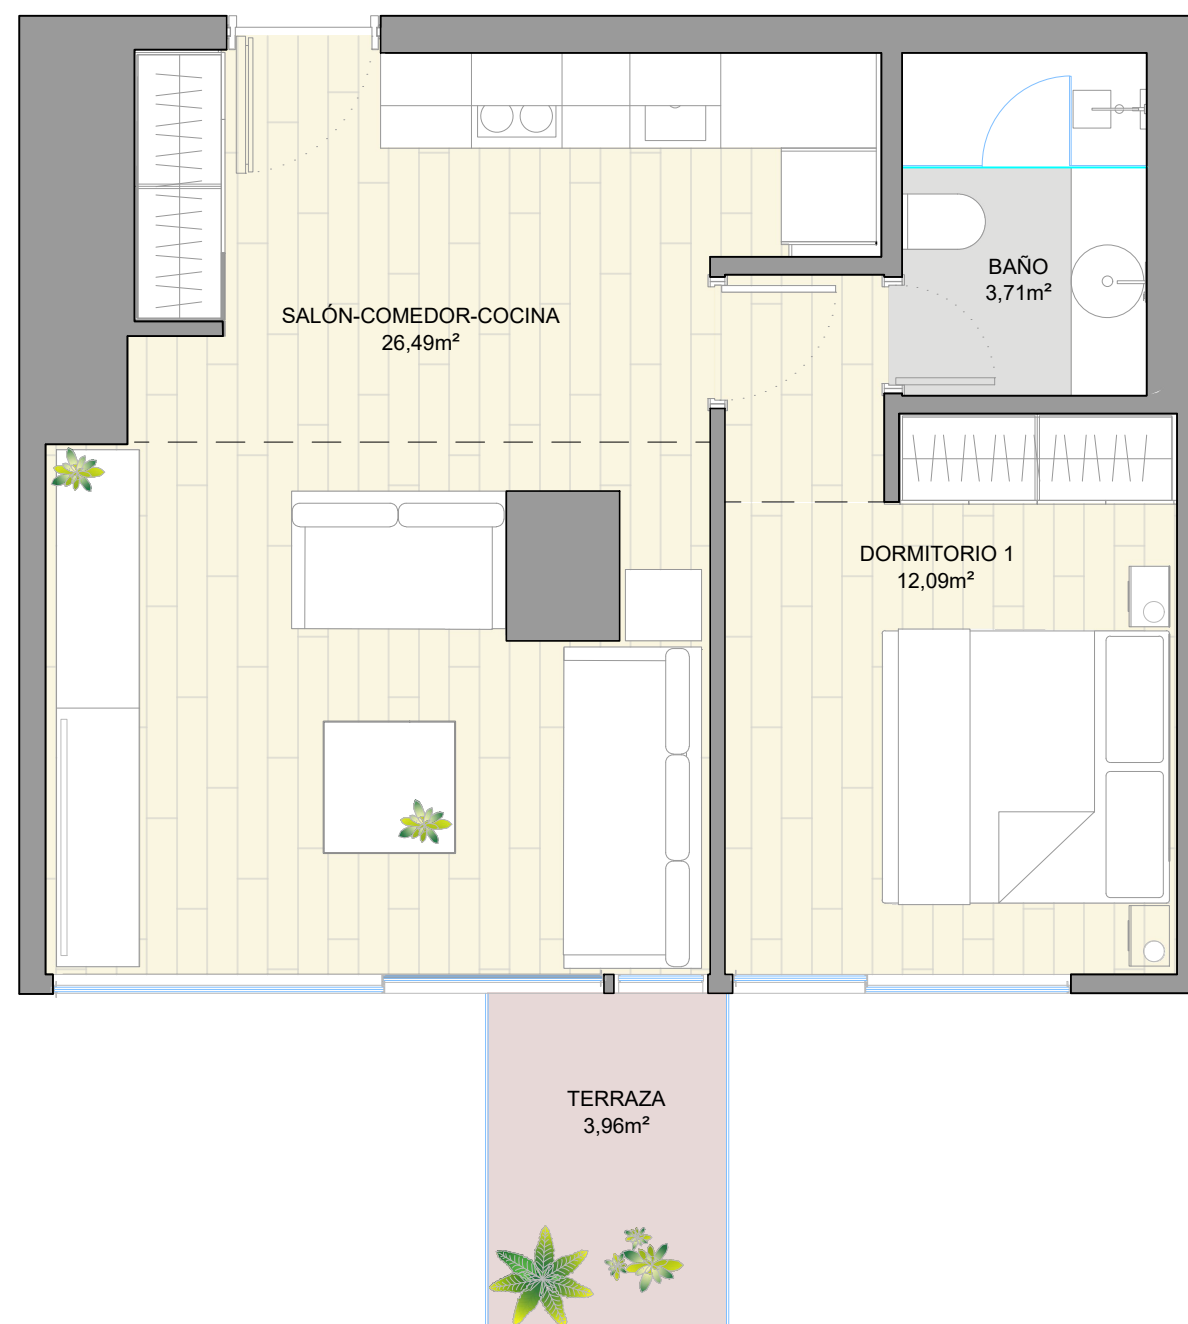 SALÓN-COMEDOR-COCINA
26,49m²
BAÑO
3,71m²
DORMITORIO 1
12,09m²
TERRAZA
3,96m²